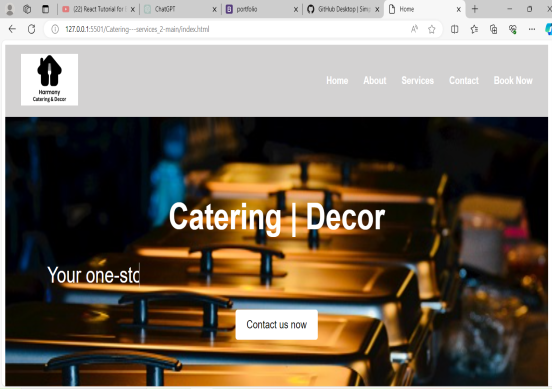 (22) React Tutorial for
ChatGPT
portfolio
GitHub Desktop | Sim
Home
127.0.0.1:5501/Catering---services_2-main/index.html
Harmony
Catering & Decor
Home
About
Services
Contact
Book Now
Catering | Decor
Your one-stc
Contact us now